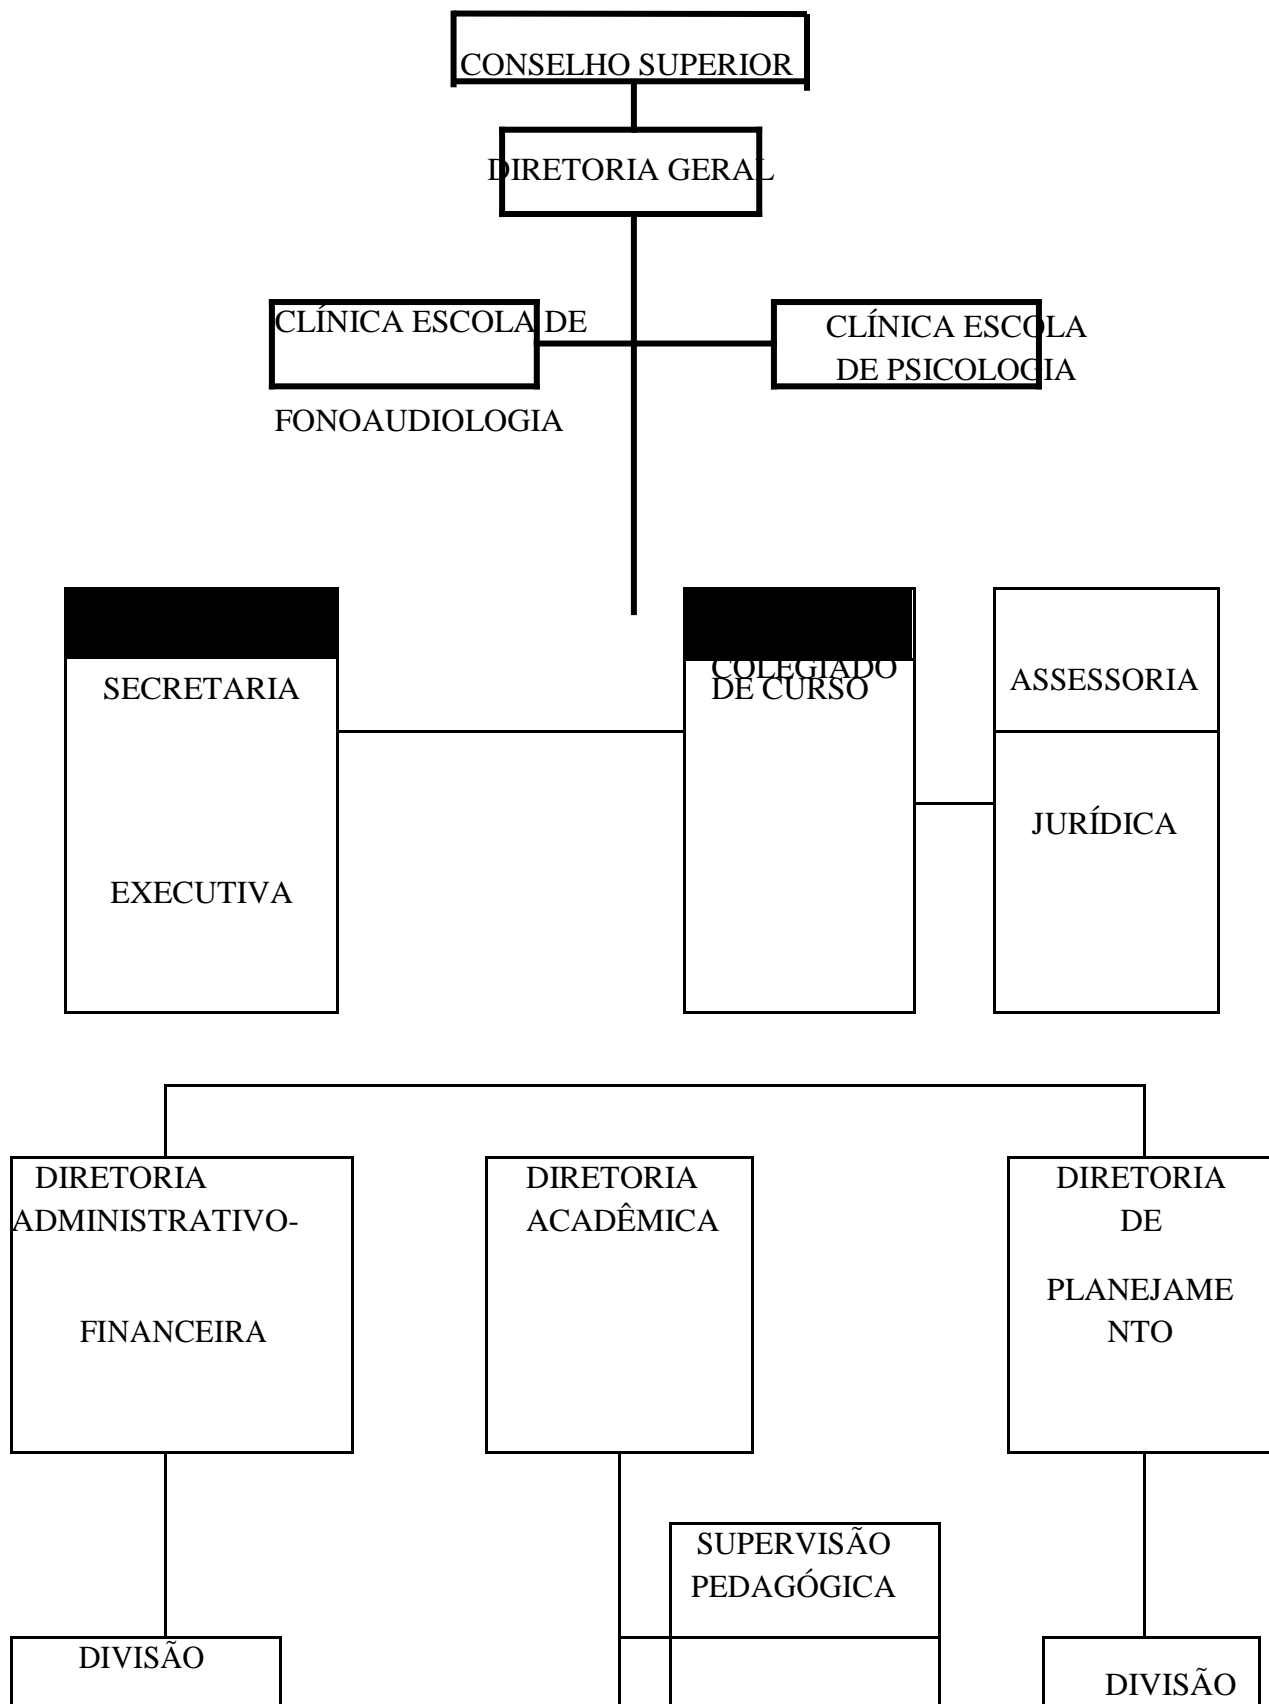 CONSELHO SUPERIOR
DIRETORIA GERAL
CLÍNICA ESCOLA DE
FONOAUDIOLOGIA
CLÍNICA ESCOLA
DE PSICOLOGIA
SECRETARIA
EXECUTIVA
COLEGIADO
DE CURSO
ASSESSORIA
JURÍDICA
DIRETORIA
ADMINISTRATIVO-
FINANCEIRA
DIRETORIA
ACADÊMICA
DIRETORIA
DE
PLANEJAME
NTO
SUPERVISÃO
PEDAGÓGICA
DIVISÃO
DIVISÃO